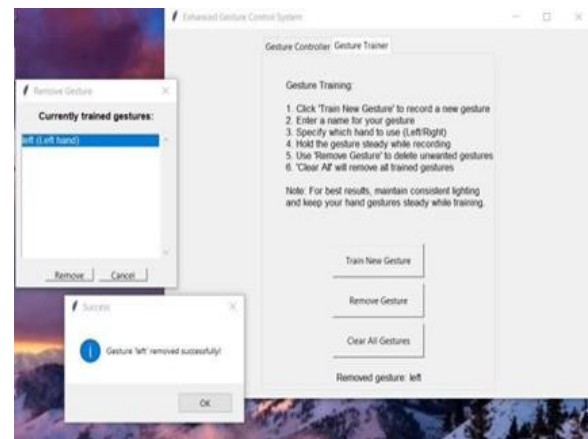 Enhanced Gesture Control System
Gesture Controller Gesture Trainer
Gesture Training:
1. Click 'Train New Gesture' to record a new gesture
2. Enter a name for your gesture
3. Specify which hand to use (Left/Right)
4. Hold the gesture steady while recording
5. Use 'Remove Gesture' to delete unwanted gestures
6. 'Clear All' will remove all trained gestures
Note: For best results, maintain consistent lighting
and keep your hand gestures steady while training.
Train New Gesture
Remove Gesture
Clear All Gestures
Removed gesture: left
Remove Gesture
Currently trained gestures:
left (Left hand)
Remove Cancel
Success
Gesture 'left' removed successfully!
OK